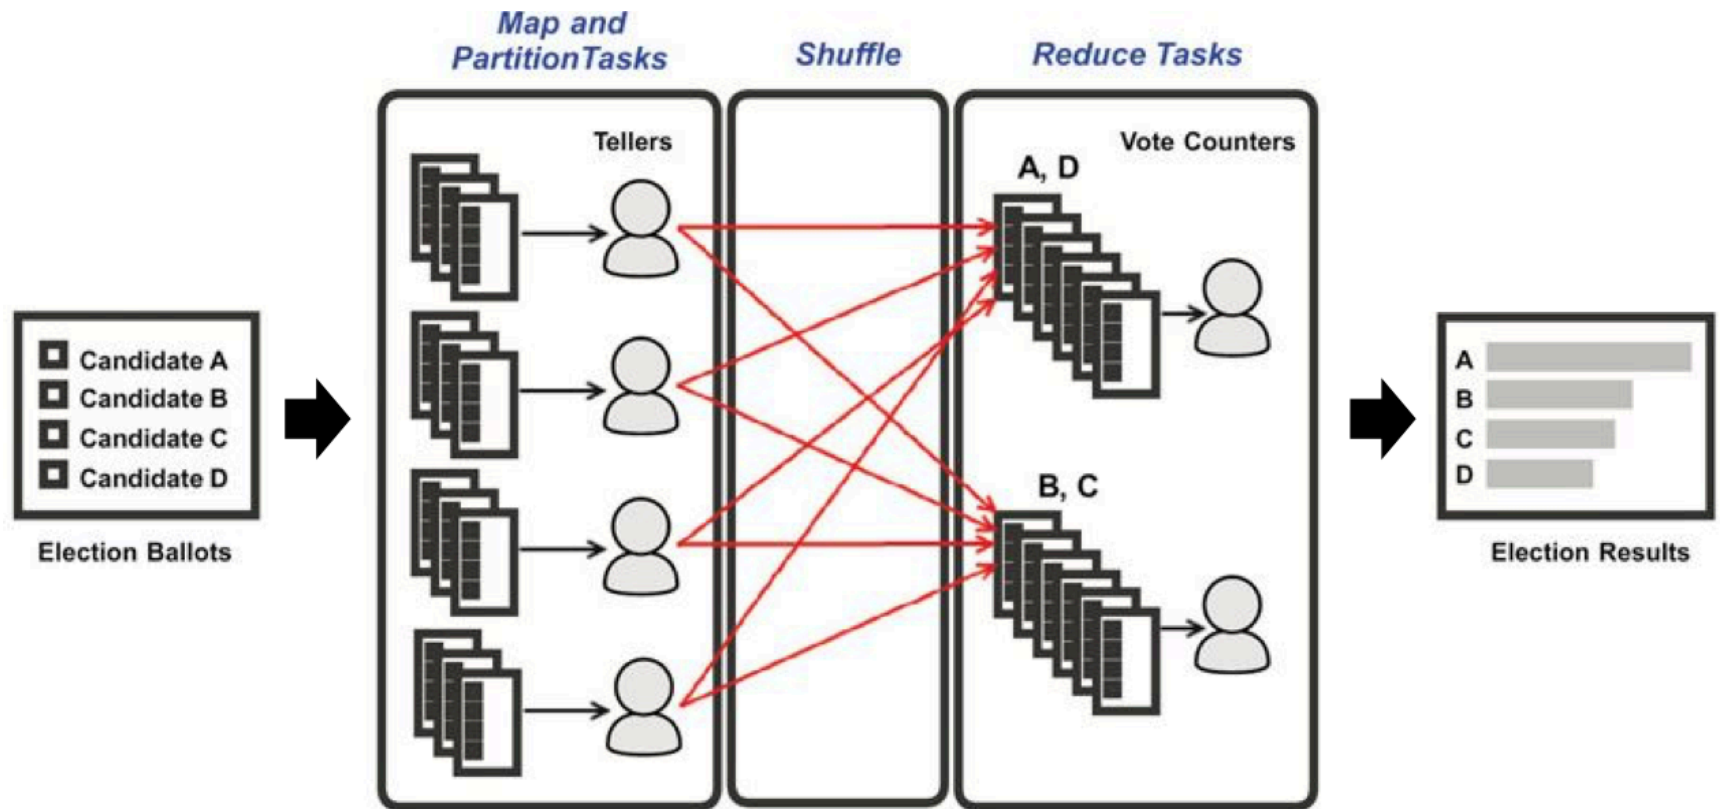 Map and
PartitionTasks
Shuffle
Reduce Tasks
Tellers
Vote Counters
A, D
Candidate A
Candidate B
Candidate C
Candidate D
Election Ballots
B, C
A
B
C
D
Election Results